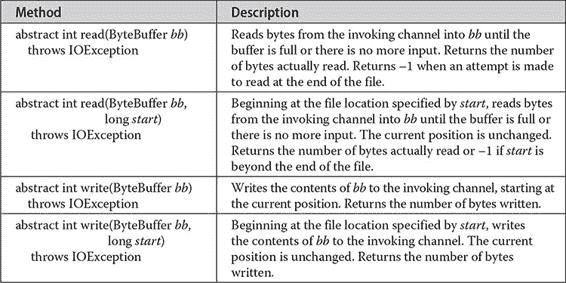 Method Description
abstract int read(ByteBuffer bb) Reads bytes from the invoking channel into bb until the
throws IOException buffer is full or there is no more input. Returns the number
of bytes actually read. Returns –1 when an attempt is made
to read at the end of the file.
abstract int read(ByteBuffer bb, Beginning at the file location specified by start, reads bytes
long start) from the invoking channel into bb until the buffer is full or
throws IOException there is no more input. The current position is unchanged.
Returns the number of bytes actually read or –1 if start is
beyond the end of the file.
abstract int write(ByteBuffer bb) Writes the contents of bb to the invoking channel, starting at
throws IOException the current position. Returns the number of bytes written.
abstract int write(ByteBuffer bb, Beginning at the file location specified by start, writes
long start) the contents of bb to the invoking channel. The current
throws IOException position is unchanged. Returns the number of bytes
written.